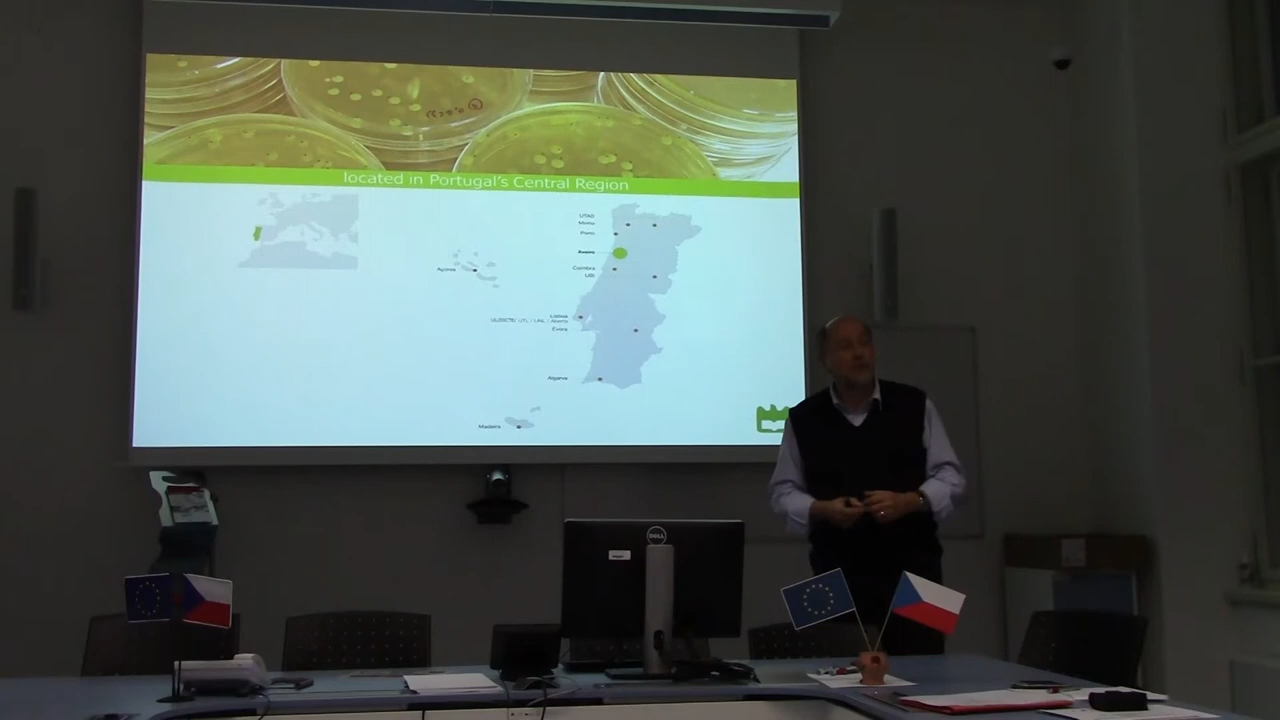 located in Portugal's Central Region
UTAD
Minho
Porto
Aveiro
Coimbra
UBI
Açores
Lisboa
Évora
Algarve
Madeira
DELL